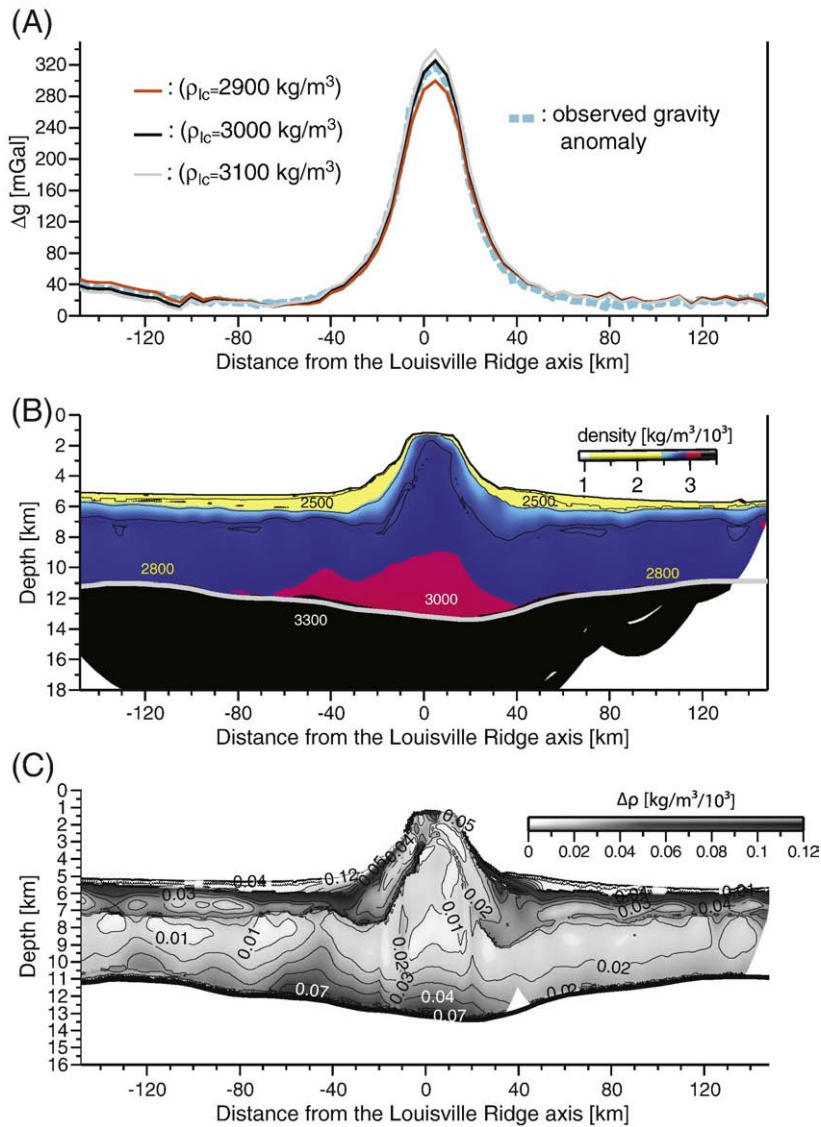 (A)
320
280
240
200
160
120
80
40
0
Δg [mGal]
: (ρlc=2900 kg/m³)
: (ρlc=3000 kg/m³)
: (ρlc=3100 kg/m³)
: observed gravity
anomaly
-120 -80 -40 0 40 80 120
Distance from the Louisville Ridge axis [km]
(B)
0
2
4
6
8
10
12
14
16
18
Depth [km]
density [kg/m³/10³]
1 2 3
2500 2500
2800 2800
3000
3300
-120 -80 -40 0 40 80 120
Distance from the Louisville Ridge axis [km]
(C)
0
1
2
3
4
5
6
7
8
9
10
11
12
13
14
15
16
Depth [km]
Δρ [kg/m³/10³]
0 0.02 0.04 0.06 0.08 0.1 0.12
0.04 0.05
0.04 0.12 0.05 0.04 0.04
0.03 0.02 0.03 0.04
0.01 0.01 0.01
0.02 0.02
0.07 0.04
0.07
-120 -80 -40 0 40 80 120
Distance from the Louisville Ridge axis [km]